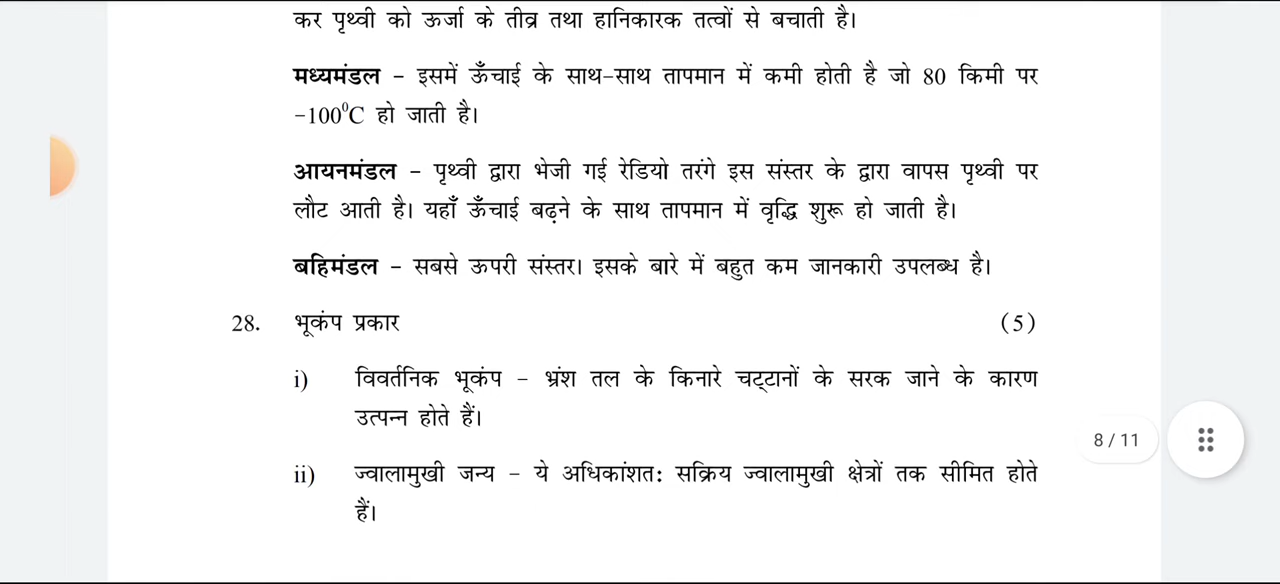 कर पृथ्वी को ऊर्जा के तीव्र तथा हानिकारक तत्वों से बचाती है।
मध्यमंडल – इसमें ऊँचाई के साथ-साथ तापमान में कमी होती है जो 80 किमी पर
–100⁰C हो जाती है।
आयनमंडल – पृथ्वी द्वारा भेजी गई रेडियो तरंगे इस संस्तर के द्वारा वापस पृथ्वी पर
लौट आती है। यहाँ ऊँचाई बढ़ने के साथ तापमान में वृद्धि शुरू हो जाती है।
बहिमंडल – सबसे ऊपरी संस्तर। इसके बारे में बहुत कम जानकारी उपलब्ध है।
28. भूकंप प्रकार (5)
i) विवर्तनिक भूकंप – भ्रंश तल के किनारे चट्टानों के सरक जाने के कारण
उत्पन्न होते हैं।
8 / 11
ii) ज्वालामुखी जन्य – ये अधिकांशत: सक्रिय ज्वालामुखी क्षेत्रों तक सीमित होते
हैं।